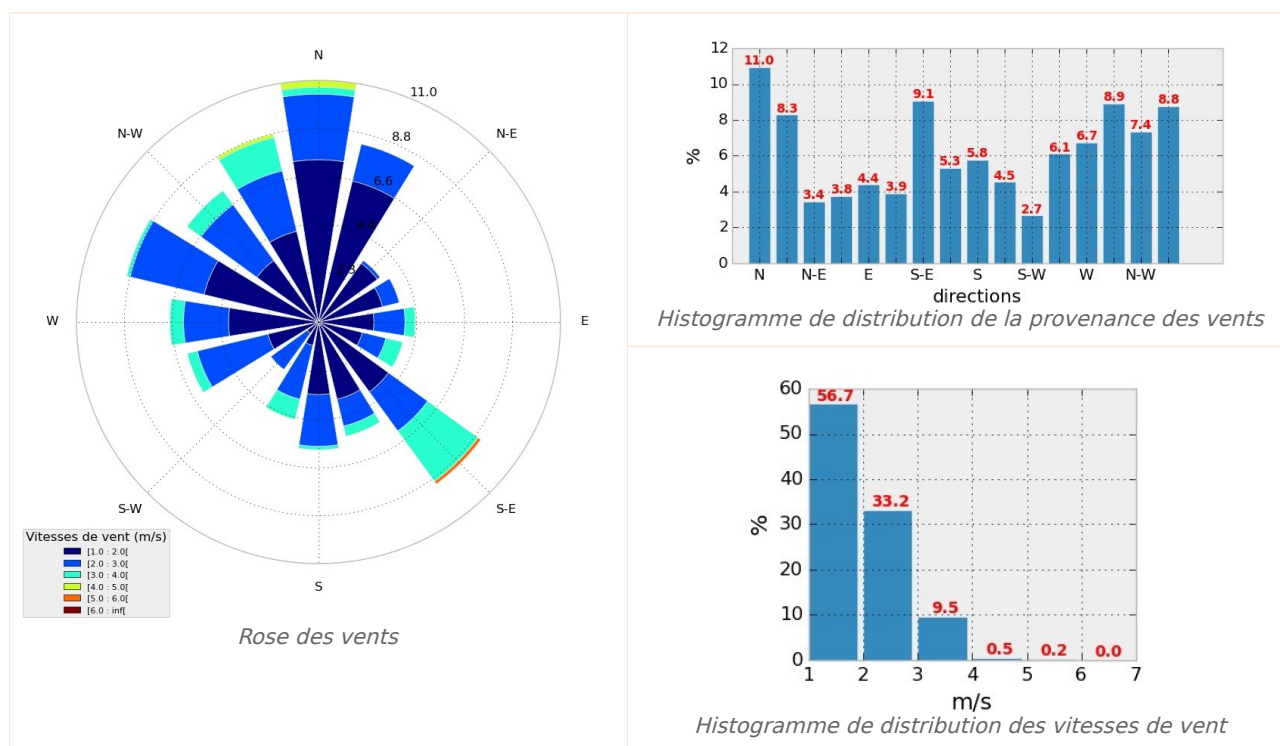 N
N-E
E
S-E
S
S-W
W
N-W
11.0
8.8
6.6
Vitesses de vent (m/s)
[1.0 : 2.0[
[2.0 : 3.0[
[3.0 : 4.0[
[4.0 : 5.0[
[5.0 : 6.0[
[6.0 : inf[
Rose des vents
12
10
8
6
4
2
0
%
11.0 8.3 3.4 3.8 4.4 3.9 9.1 5.3 5.8 4.5 2.7 6.1 6.7 8.9 7.4 8.8
N N-E E S-E S S-W W N-W
directions
Histogramme de distribution de la provenance des vents
60
50
40
30
20
10
0
%
56.7 33.2 9.5 0.5 0.2 0.0
1 2 3 4 5 6 7
m/s
Histogramme de distribution des vitesses de vent